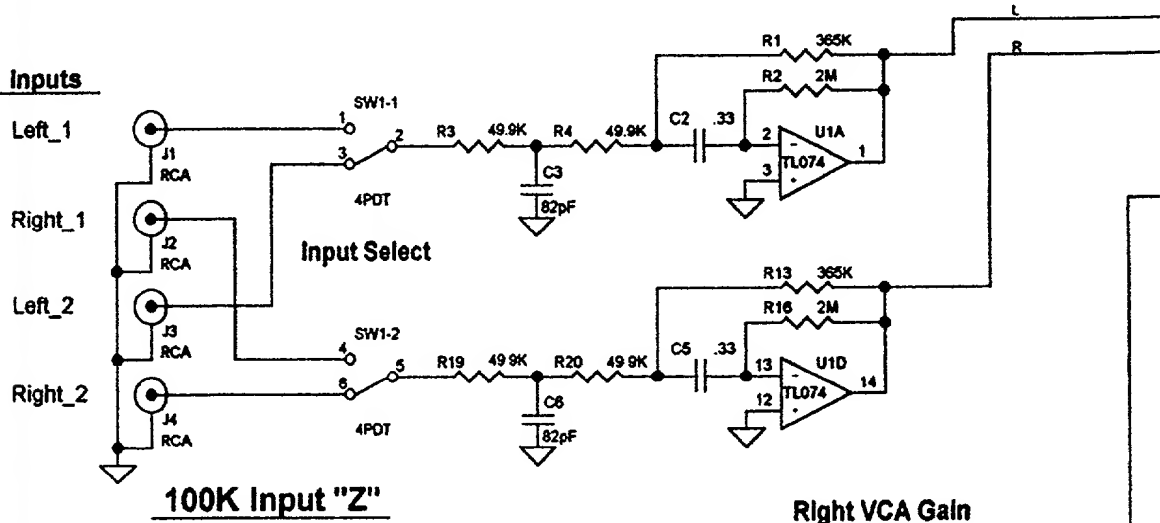 L
R1 365K
R
Inputs
R2 2M
SW1-1
Left_1
1
2
R3 49.9K
R4 49.9K
C2 .33
2
U1A
-
TL074
1
J1
3
C3
3
+
RCA
4PDT
82pF
Right_1
J2
Input Select
RCA
R13 365K
Left_2
R16 2M
J3
SW1-2
RCA
4
5
R19 49 9K
R20 49 9K
C5 .33
13
U1D
-
TL074
14
Right_2
6
C6
12
+
J4
4PDT
82pF
RCA
100K Input "Z"
Right VCA Gain